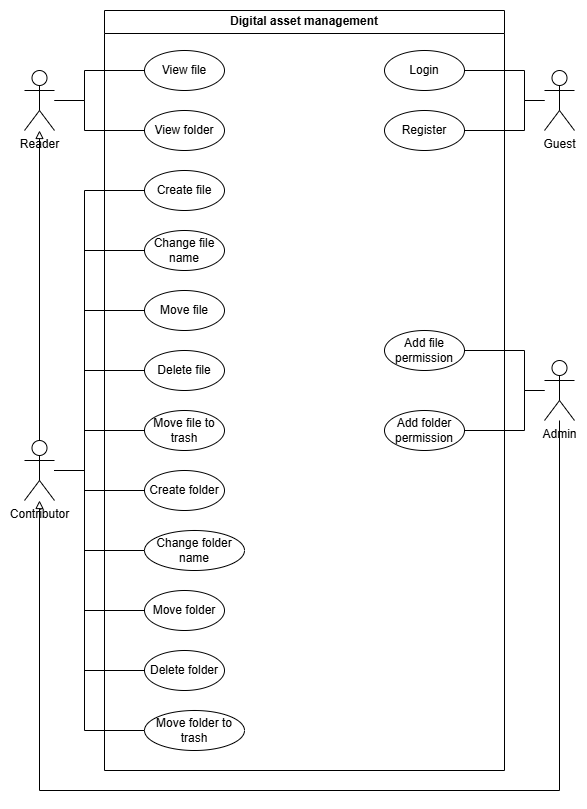 Digital asset management
View file
Login
View folder
Register
Reader
Guest
Create file
Change file
name
Move file
Add file
permission
Delete file
Move file to
trash
Add folder
permission
Admin
Create folder
Contributor
Change folder
name
Move folder
Delete folder
Move folder to
trash